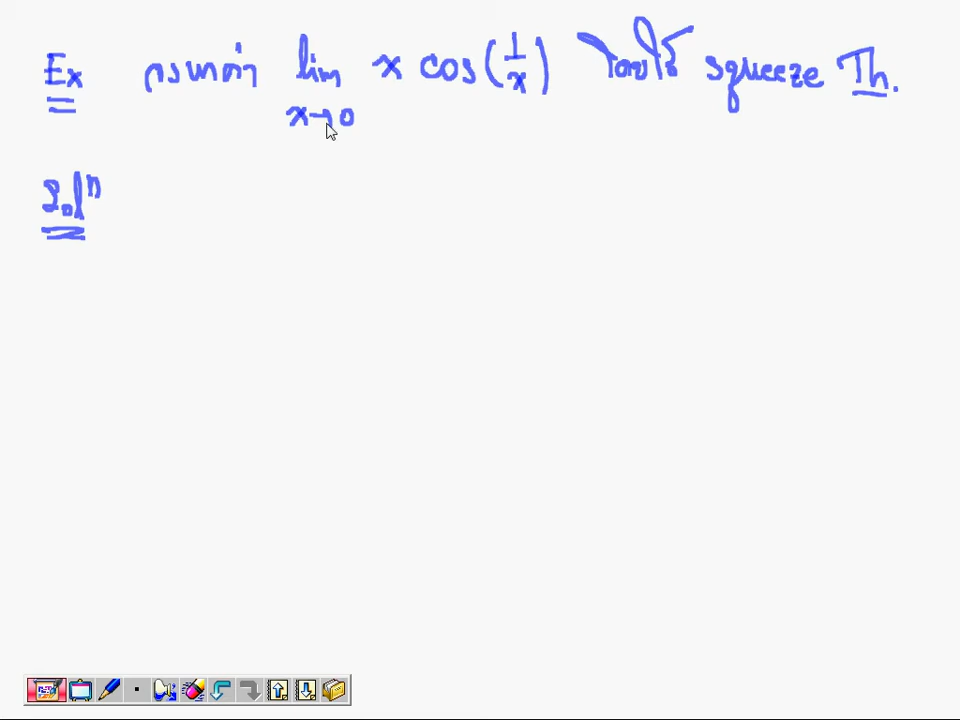 Ex จงหาค่า lim x cos(1/x) โดยใช้ squeeze Th.
x→0
Solⁿ